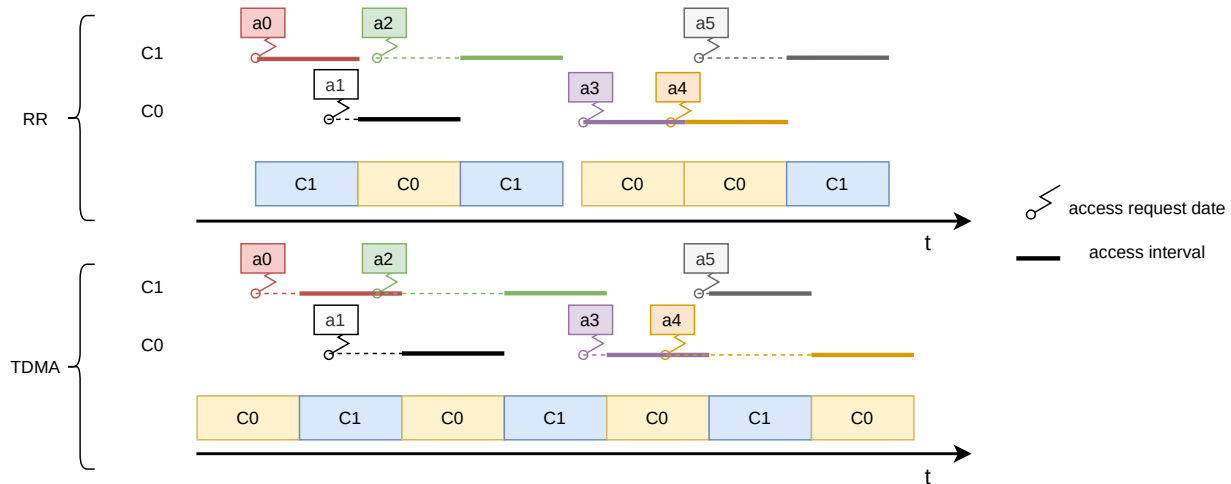 a0
a2
a5
C1
a1
a3
a4
C0
RR
C1
C0
C1
C0
C0
C1
t
access request date
access interval
a0
a2
a5
C1
a1
a3
a4
C0
TDMA
C0
C1
C0
C1
C0
C1
C0
t